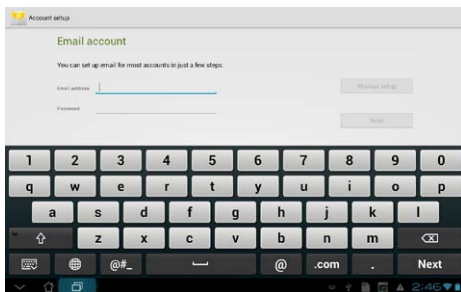 Account setup
Email account
You can set up email for most accounts in just a few steps.
Email address
Password
Manual setup
Next
1 2 3 4 5 6 7 8 9 0
q w e r t y u i o p
a s d f g h j k l
z x c v b n m
@#_ @ .com . Next
2:46